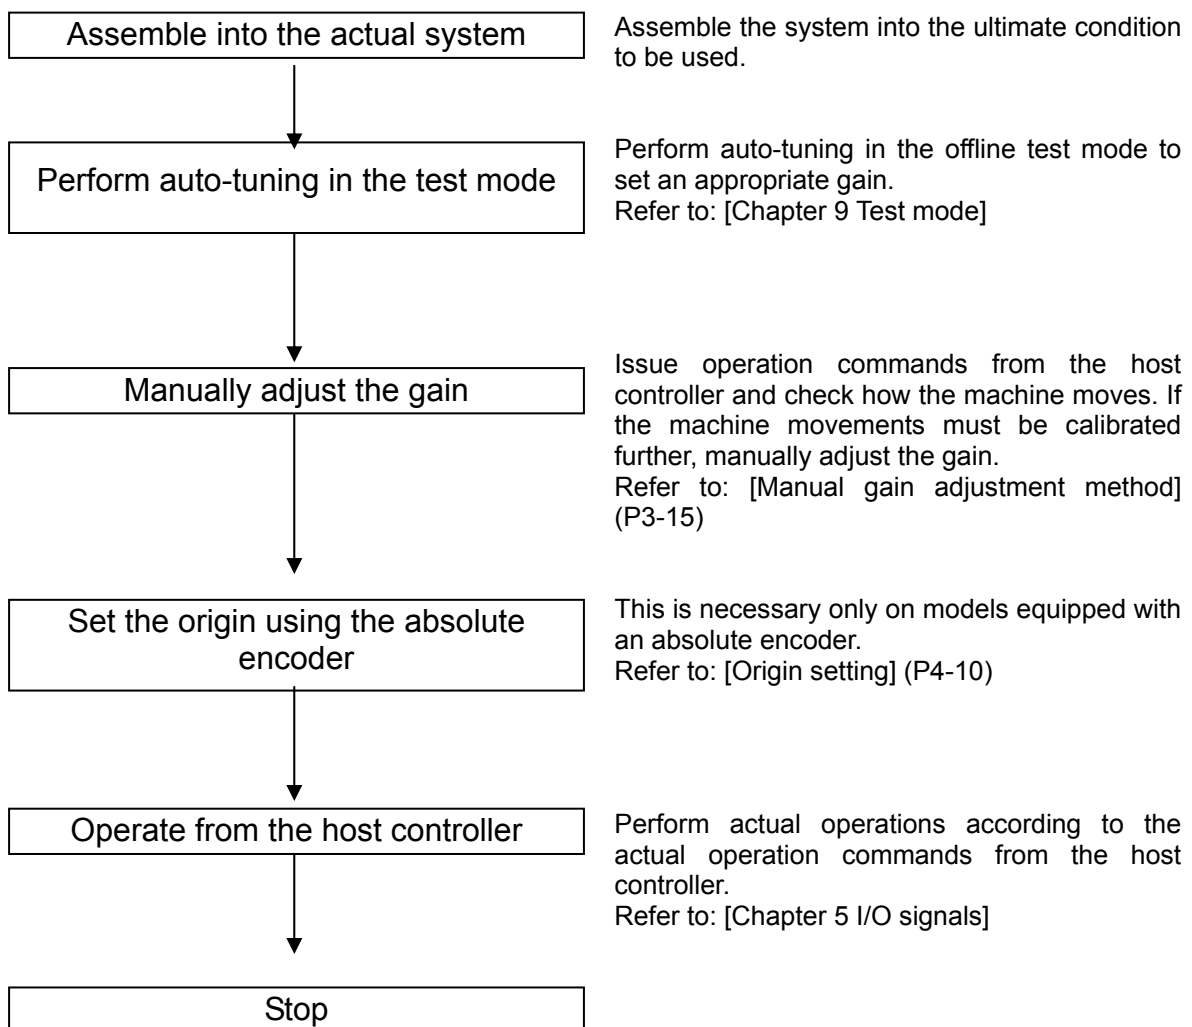 Assemble into the actual system
Assemble the system into the ultimate condition
to be used.
Perform auto-tuning in the test mode
Perform auto-tuning in the offline test mode to
set an appropriate gain.
Refer to: [Chapter 9 Test mode]
Manually adjust the gain
Issue operation commands from the host
controller and check how the machine moves. If
the machine movements must be calibrated
further, manually adjust the gain.
Refer to: [Manual gain adjustment method]
(P3-15)
Set the origin using the absolute
encoder
This is necessary only on models equipped with
an absolute encoder.
Refer to: [Origin setting] (P4-10)
Operate from the host controller
Perform actual operations according to the
actual operation commands from the host
controller.
Refer to: [Chapter 5 I/O signals]
Stop